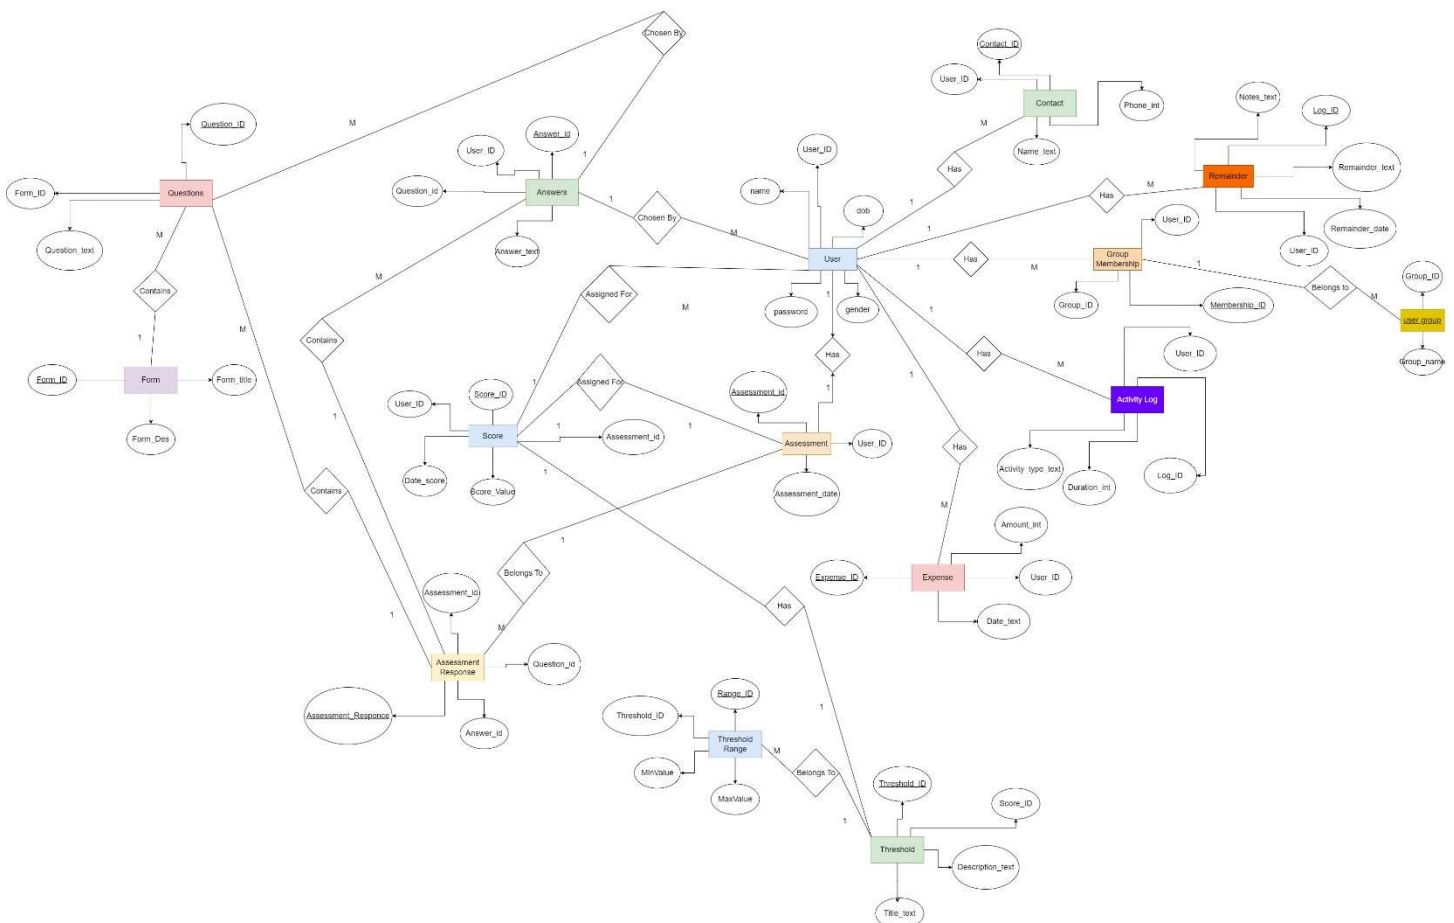 Chosen By
Contact_ID
User_ID
Contact
Phone_int
Name_text
M
Has
1
Notes_text
Log_ID
Remainder
Remainder_text
Remainder_date
User_ID
M
Has
1
Question_ID
M
Form_ID
Questions
Question_text
M
Contains
1
Form_ID
Form
Form_title
Form_Des
Answer_id
User_ID
Question_id
Answers
Answer_text
1
1
Chosen By
M
User_ID
name
dob
User
password
gender
1
Has
M
User_ID
Group
Membership
Group_ID
Membership_ID
1
Belongs to
M
Group_ID
user group
Group_name
Assigned For
M
1
M
Contains
1
M
Contains
1
1
Has
1
1
Has
M
User_ID
Activity Log
Activity_type_text
Duration_int
Log_ID
Assigned For
1
1
Score_ID
User_ID
Score
Assessment_id
Date_score
Score_Value
Assessment_id
Assessment
User_ID
Assessment_date
1
Belongs To
M
1
Has
M
Amount_int
Expense_ID
Expense
User_ID
Date_text
1
Has
1
Assessment_id
Assessment
Response
Question_id
Assessment_Responce
Answer_id
Range_ID
Threshold_ID
Threshold
Range
MinValue
MaxValue
M
Belongs To
1
Threshold_ID
Score_ID
Threshold
Description_text
Title_text